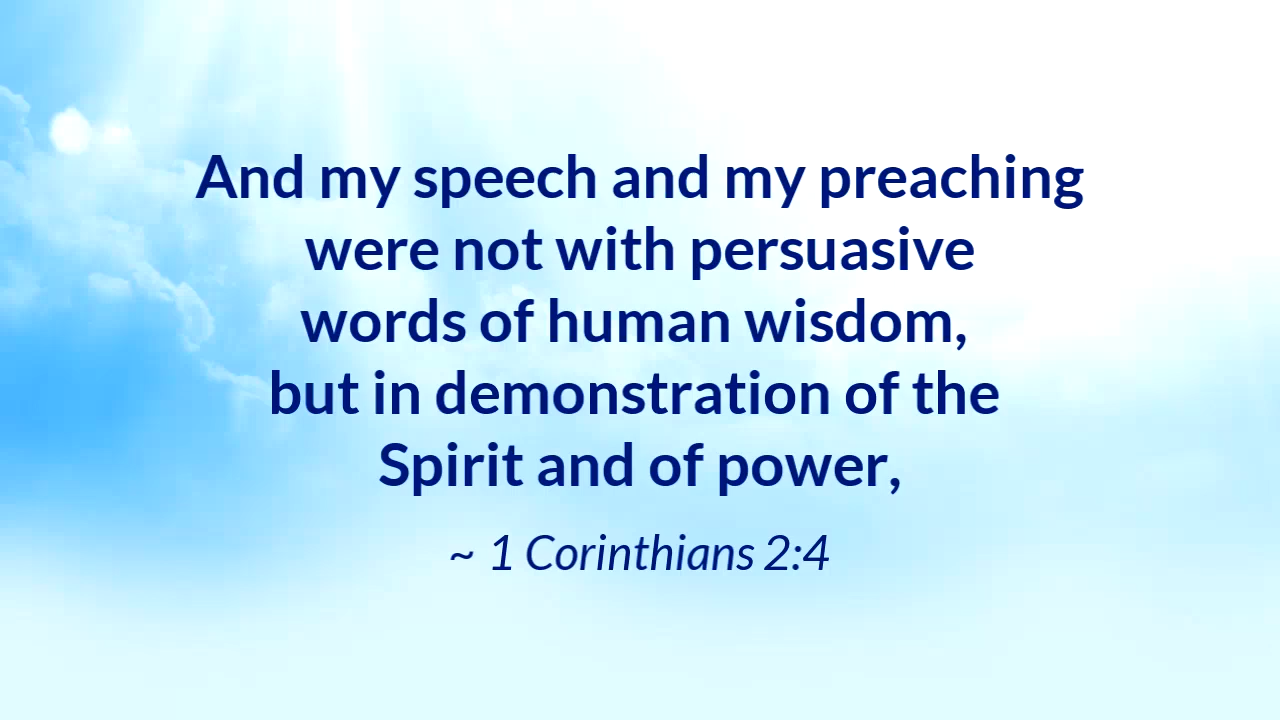 And my speech and my preaching
were not with persuasive
words of human wisdom,
but in demonstration of the
Spirit and of power,
~ 1 Corinthians 2:4